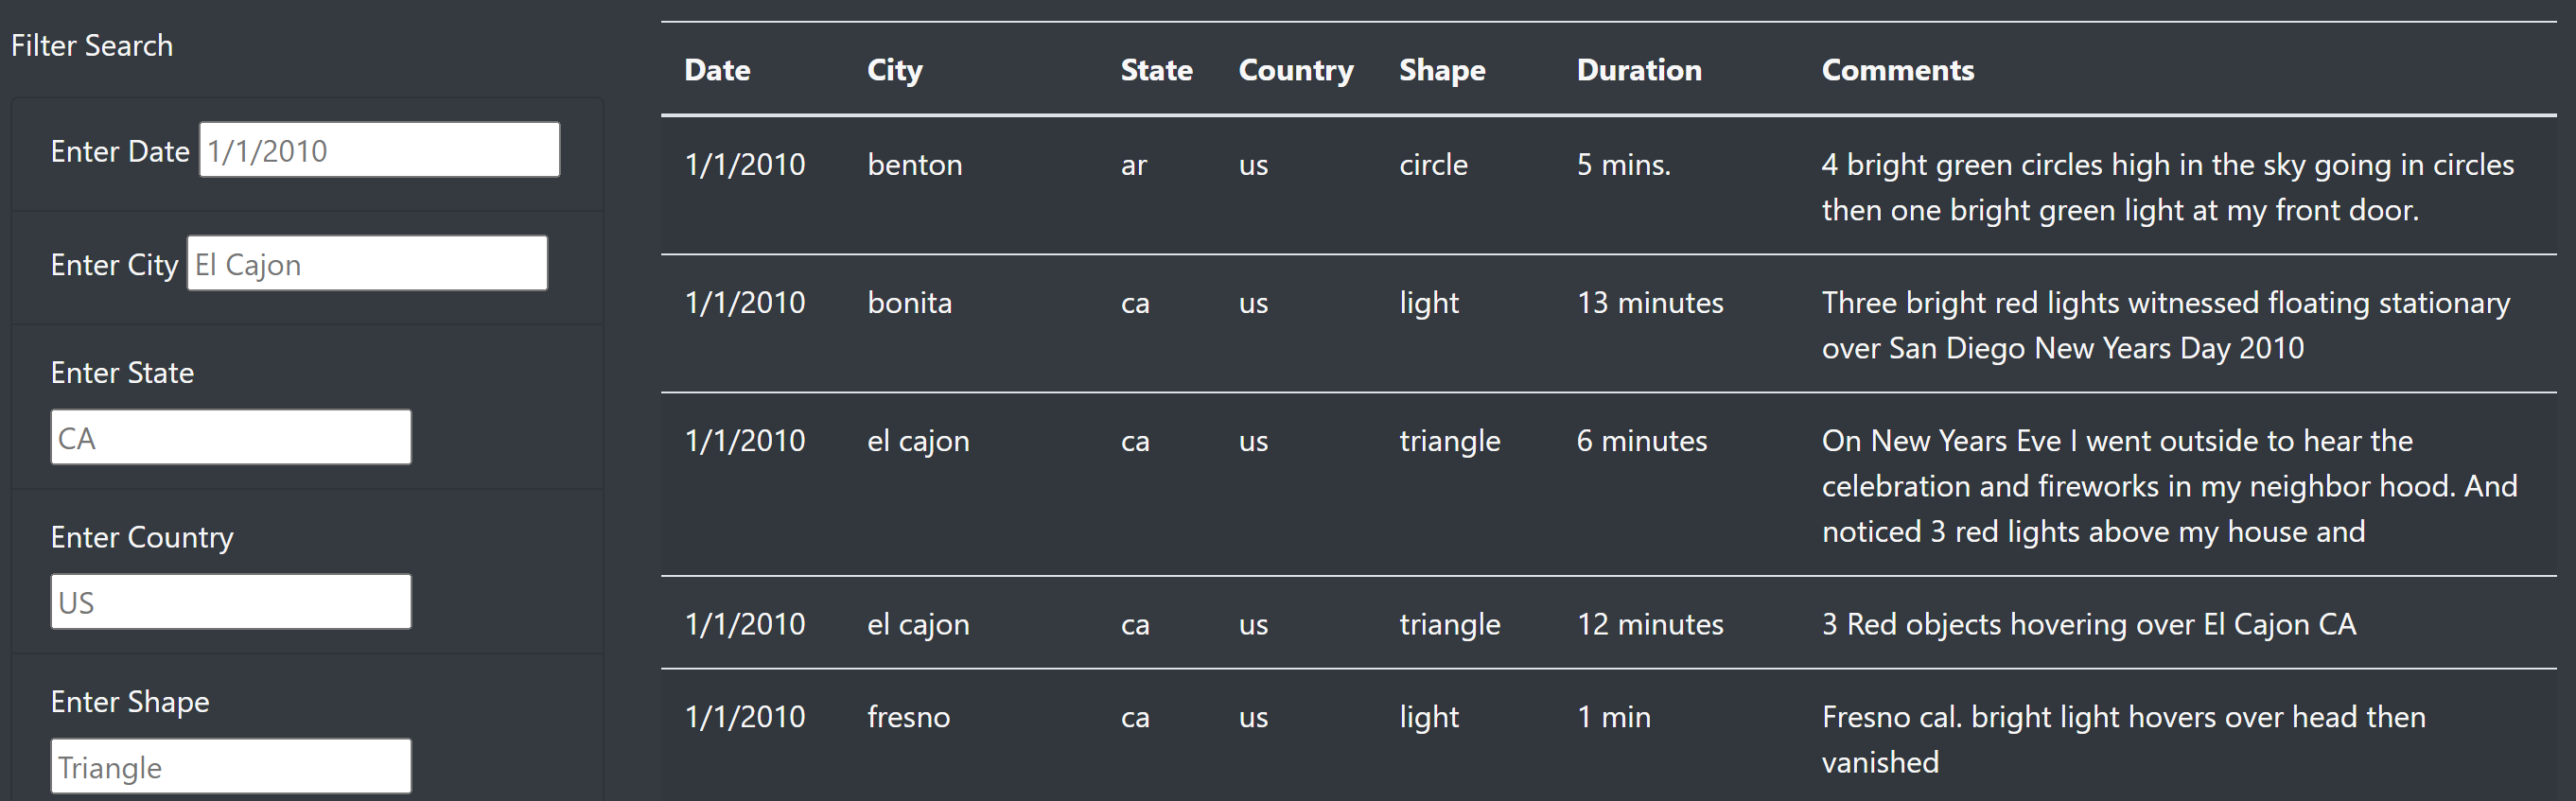 Filter Search
Enter Date 1/1/2010
Enter City El Cajon
Enter State
CA
Enter Country
US
Enter Shape
Triangle
Date City State Country Shape Duration Comments
1/1/2010 benton ar us circle 5 mins. 4 bright green circles high in the sky going in circles
then one bright green light at my front door.
1/1/2010 bonita ca us light 13 minutes Three bright red lights witnessed floating stationary
over San Diego New Years Day 2010
1/1/2010 el cajon ca us triangle 6 minutes On New Years Eve I went outside to hear the
celebration and fireworks in my neighbor hood. And
noticed 3 red lights above my house and
1/1/2010 el cajon ca us triangle 12 minutes 3 Red objects hovering over El Cajon CA
1/1/2010 fresno ca us light 1 min Fresno cal. bright light hovers over head then
vanished